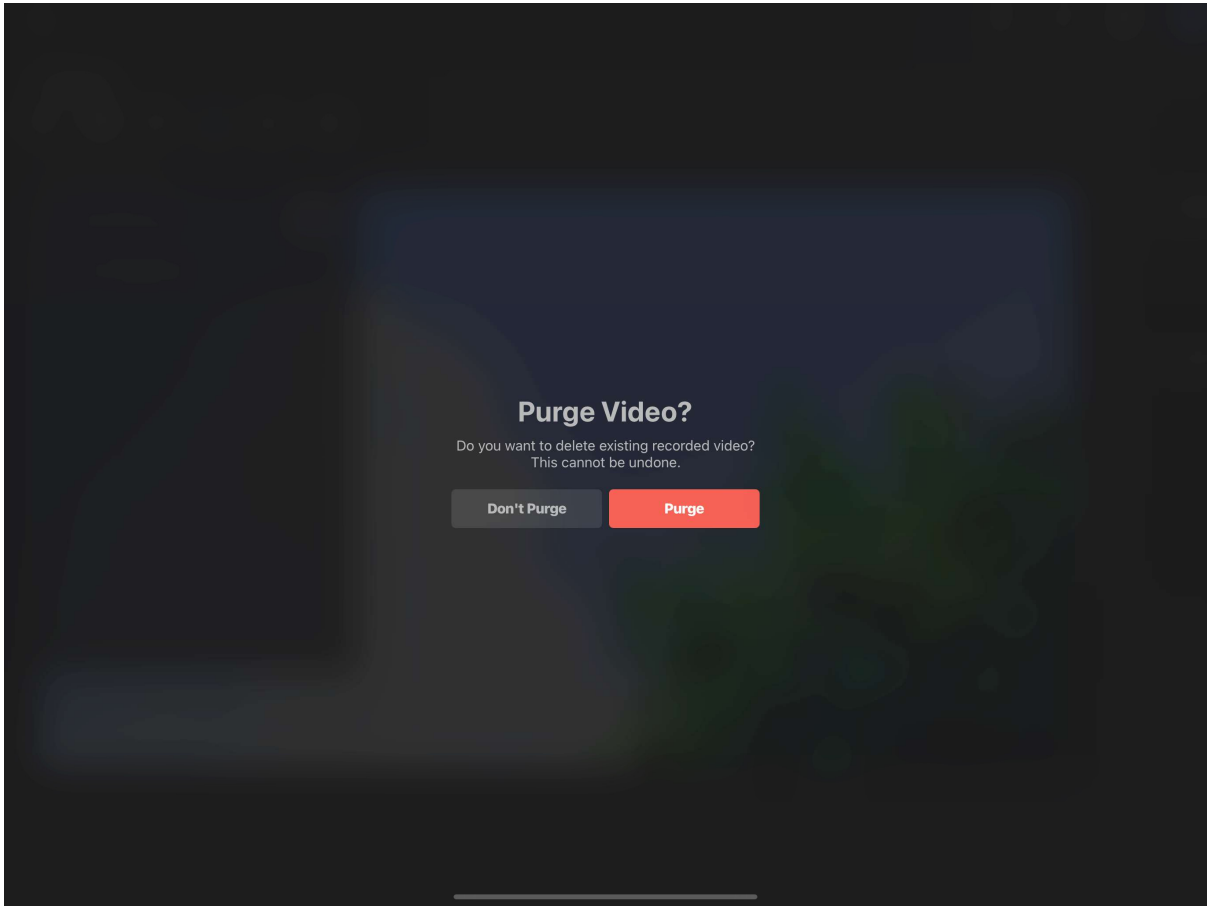 Purge Video?
Do you want to delete existing recorded video?
This cannot be undone.
Don't Purge
Purge